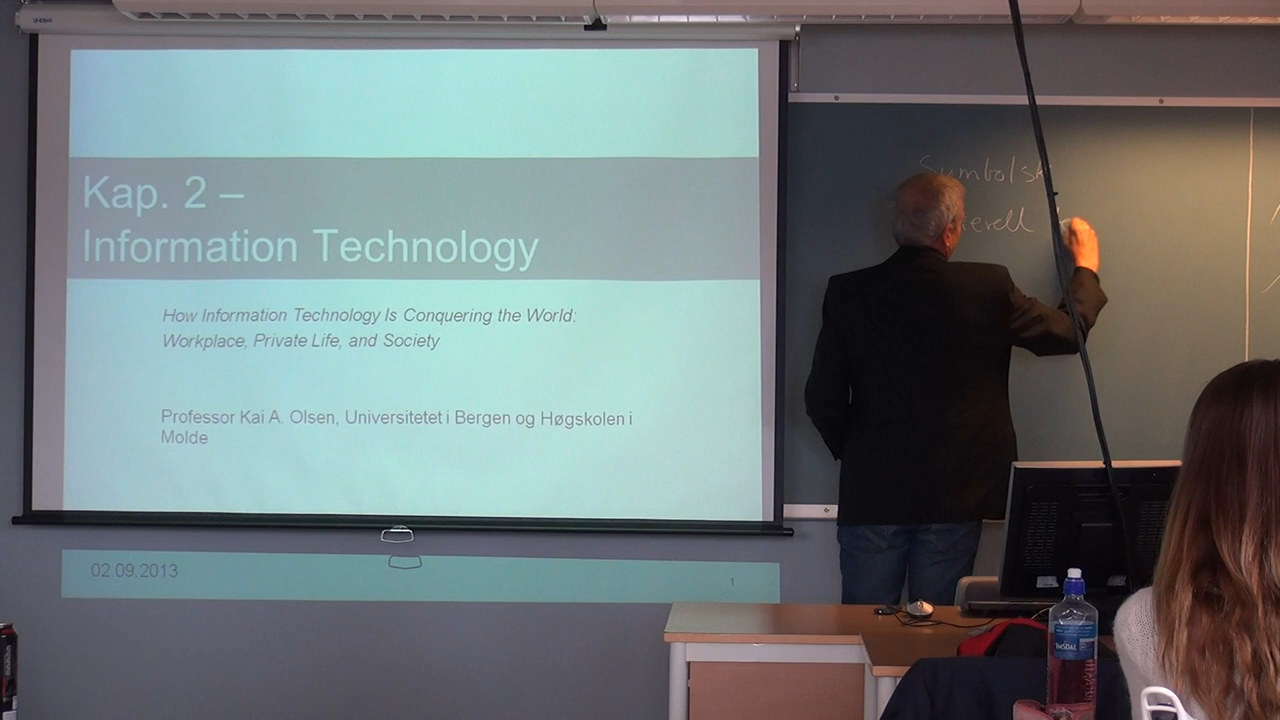 Kap. 2 –
Information Technology
How Information Technology Is Conquering the World:
Workplace, Private Life, and Society
Professor Kai A. Olsen, Universitetet i Bergen og Høgskolen i
Molde
02.09.2013
1
IMSDAL